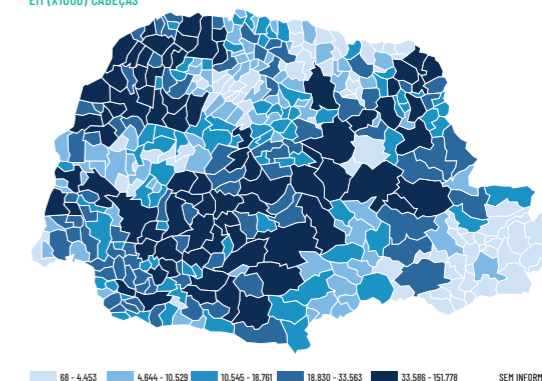 EM (X1000) CABEÇAS
68 - 4.453 4.644 - 10.529 10.545 - 18.761 18.830 - 33.563 33.586 - 151.778 SEM INFORM